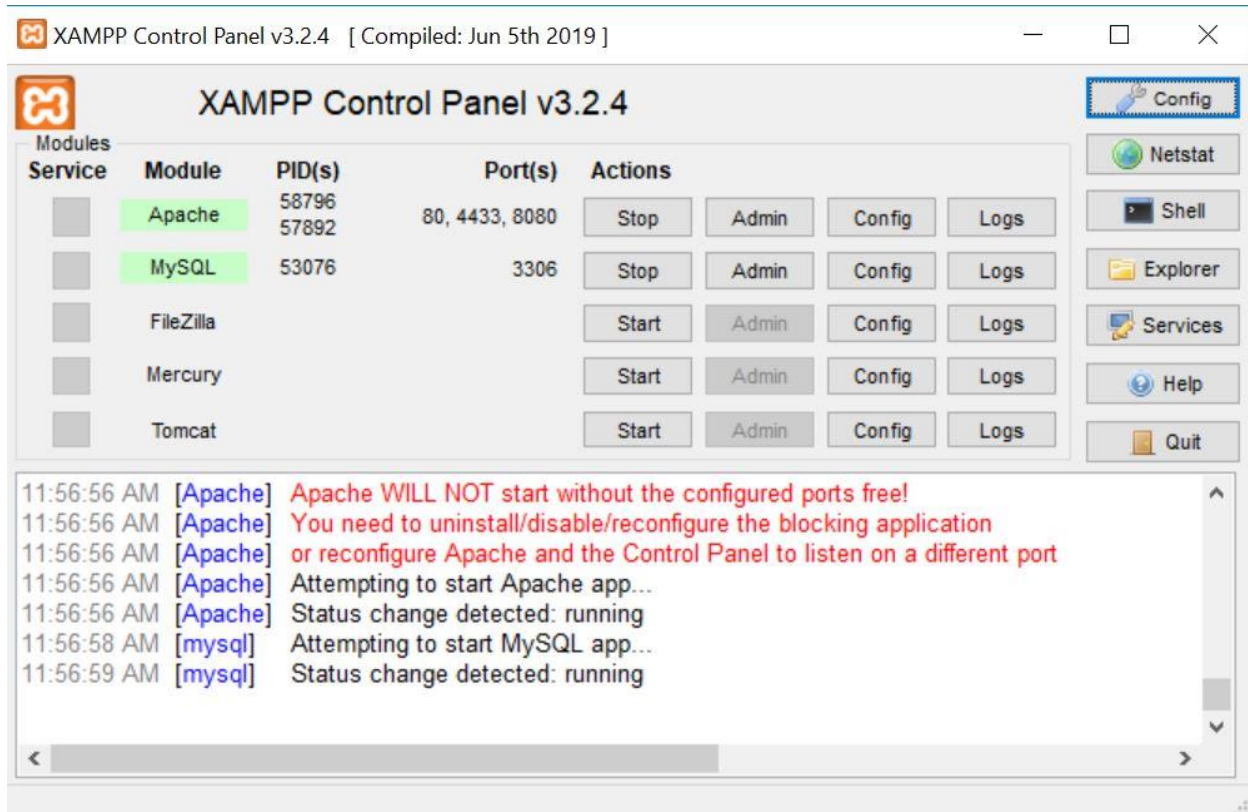 XAMPP Control Panel v3.2.4 [ Compiled: Jun 5th 2019 ]
XAMPP Control Panel v3.2.4
Config
Modules
Netstat
Service Module PID(s) Port(s) Actions
Apache 58796 57892 80, 4433, 8080 Stop Admin Config Logs
Shell
MySQL 53076 3306 Stop Admin Config Logs
Explorer
FileZilla Start Admin Config Logs
Services
Mercury Start Admin Config Logs
Help
Tomcat Start Admin Config Logs
Quit
11:56:56 AM [Apache] Apache WILL NOT start without the configured ports free!
11:56:56 AM [Apache] You need to uninstall/disable/reconfigure the blocking application
11:56:56 AM [Apache] or reconfigure Apache and the Control Panel to listen on a different port
11:56:56 AM [Apache] Attempting to start Apache app...
11:56:56 AM [Apache] Status change detected: running
11:56:58 AM [mysql] Attempting to start MySQL app...
11:56:59 AM [mysql] Status change detected: running